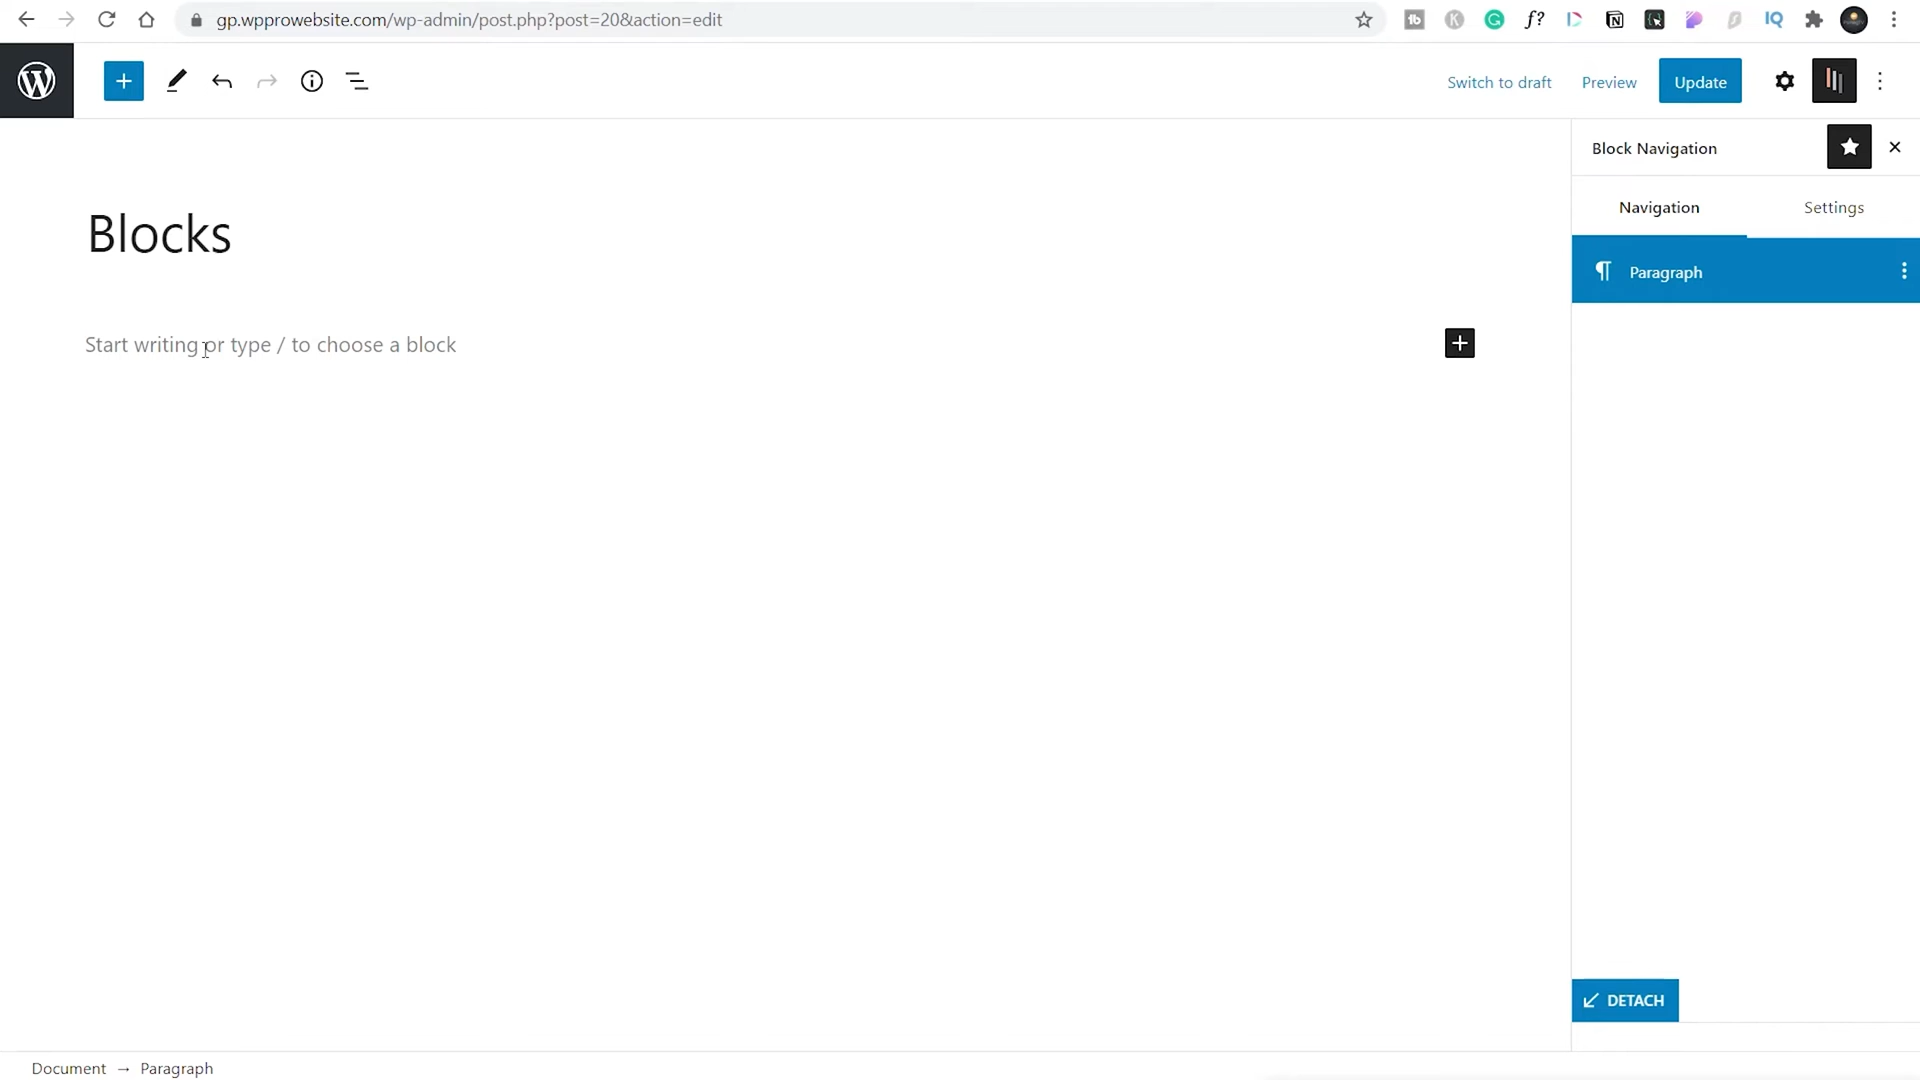 gp.wpprowebsite.com/wp-admin/post.php?post=20&action=edit
Switch to draft
Preview
Update
Block Navigation
Navigation
Settings
Blocks
Paragraph
Start writing or type / to choose a block
DETACH
Document → Paragraph